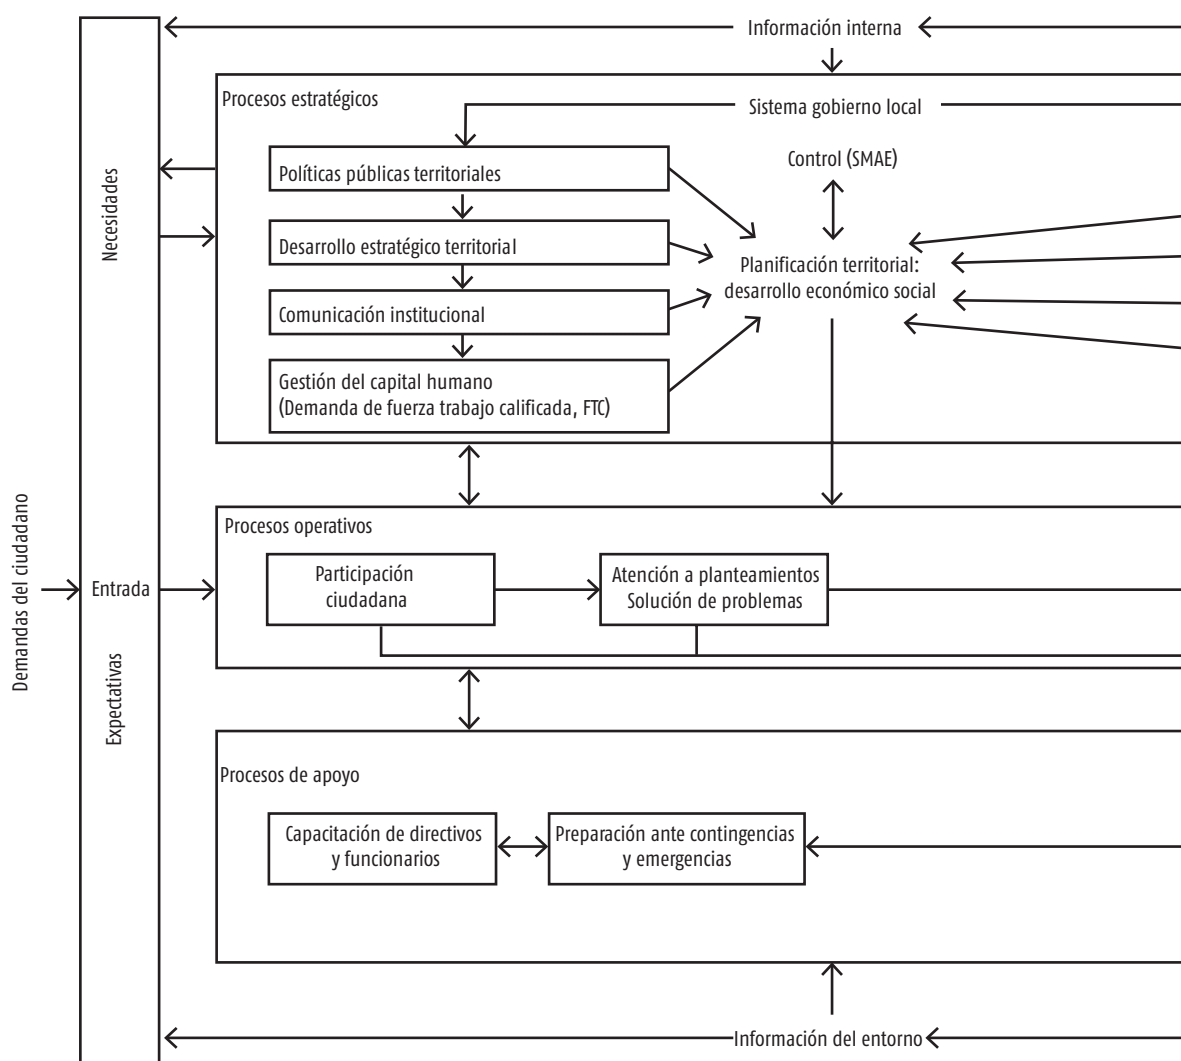 Información interna
Procesos estratégicos
Sistema gobierno local
Control (SMAE)
Políticas públicas territoriales
Necesidades
Desarrollo estratégico territorial
Planificación territorial:
desarrollo económico social
Comunicación institucional
Gestión del capital humano
(Demanda de fuerza trabajo calificada, FTC)
Demandas del ciudadano
Procesos operativos
Entrada
Participación
ciudadana
Atención a planteamientos
Solución de problemas
Expectativas
Procesos de apoyo
Capacitación de directivos
y funcionarios
Preparación ante contingencias
y emergencias
Información del entorno